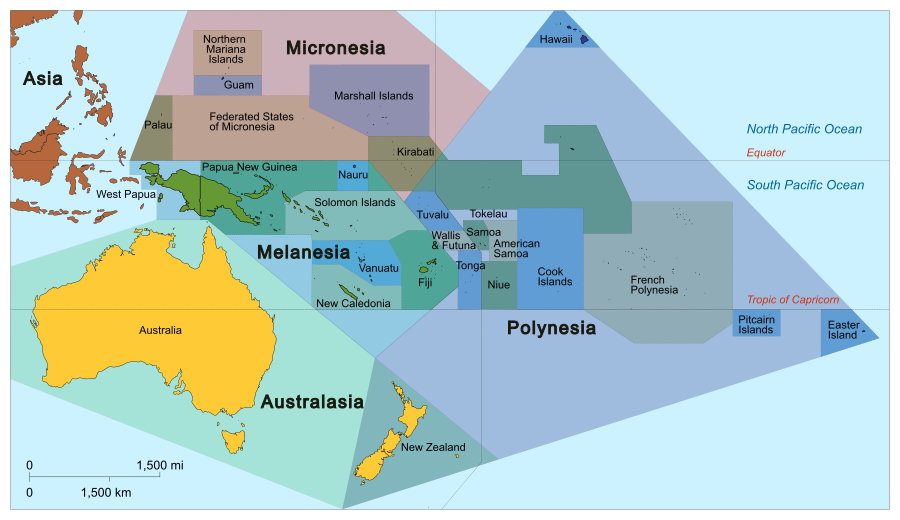 Northern
Mariana
Islands
Micronesia
Hawaii
Asia
Guam
Marshall Islands
Palau
Federated States
of Micronesia
North Pacific Ocean
Kirabati
Equator
Papua New Guinea
Nauru
South Pacific Ocean
West Papua
Solomon Islands
Tuvalu
Tokelau
Wallis
& Futuna
Samoa
American
Samoa
Melanesia
Vanuatu
Fiji
Tonga
Niue
Cook
Islands
French
Polynesia
New Caledonia
Tropic of Capricorn
Australia
Polynesia
Pitcairn
Islands
Easter
Island
Australasia
New Zealand
0
1,500 mi
0
1,500 km